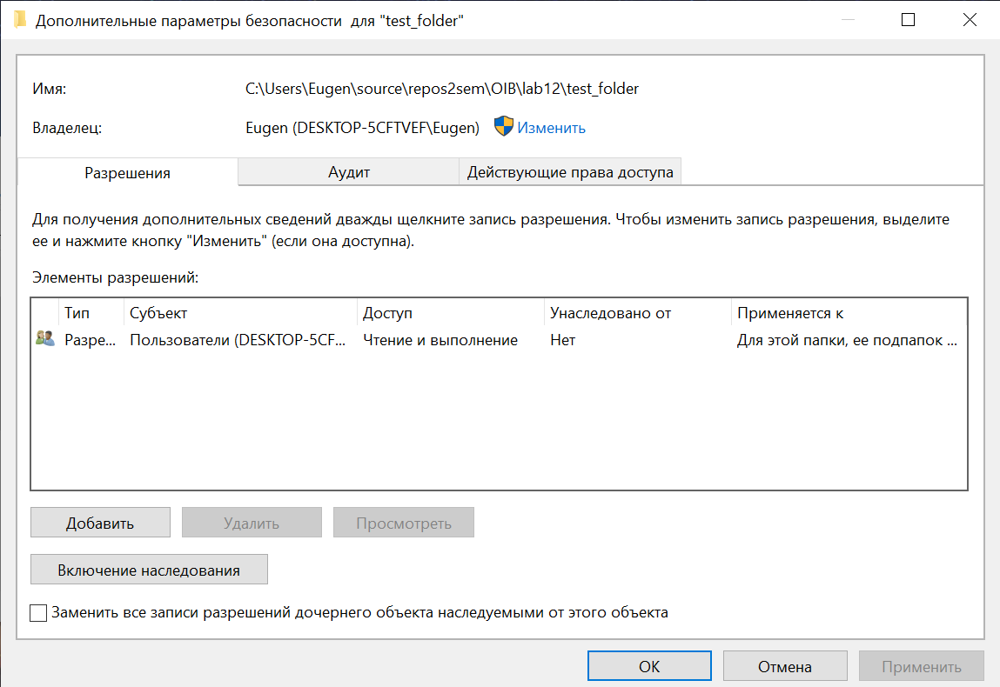 Дополнительные параметры безопасности для "test_folder"
Имя: C:\Users\Eugen\source\repos2sem\OIB\lab12\test_folder
Владелец: Eugen (DESKTOP-5CFTVEF\Eugen) Изменить
Разрешения Аудит Действующие права доступа
Для получения дополнительных сведений дважды щелкните запись разрешения. Чтобы изменить запись разрешения, выделите
ее и нажмите кнопку "Изменить" (если она доступна).
Элементы разрешений:
Тип Субъект Доступ Унаследовано от Применяется к
Разре... Пользователи (DESKTOP-5CF... Чтение и выполнение Нет Для этой папки, ее подпапок ...
Добавить Удалить Просмотреть
Включение наследования
Заменить все записи разрешений дочернего объекта наследуемыми от этого объекта
ОК Отмена Применить